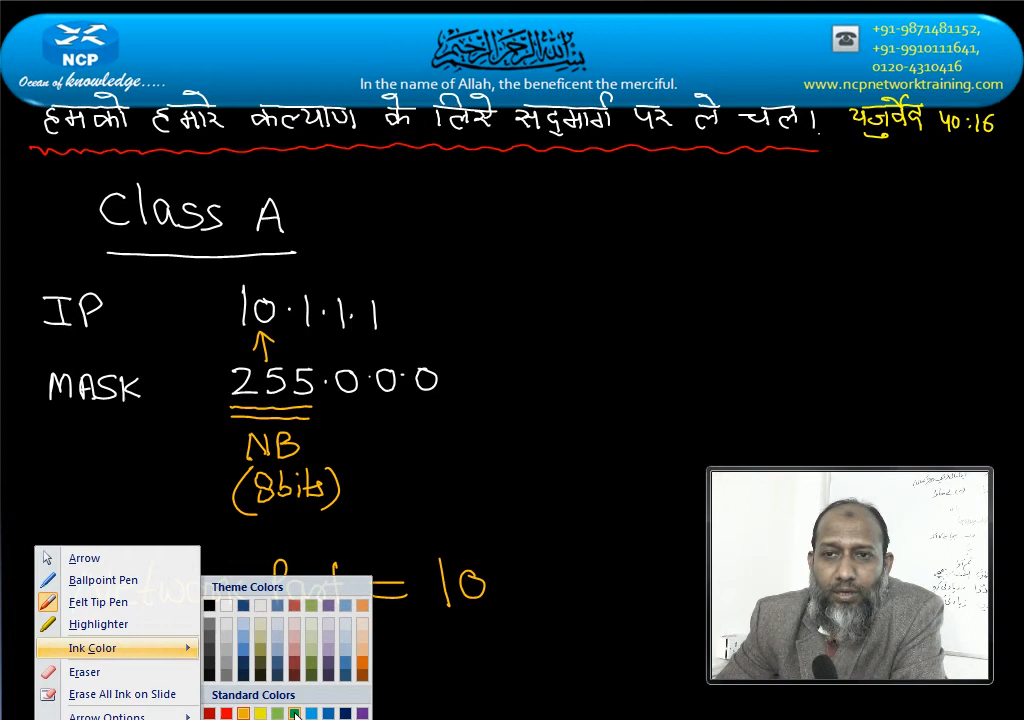 NCP
Ocean of knowledge.....
بسم الله الرحمن الرحيم
In the name of Allah, the beneficent the merciful.
+91-9871481152,
+91-9910111641,
0120-4310416
www.ncpnetworktraining.com
हमको हमारे कल्याण के लिये सद्मार्ग पर ले चल। यजुर्वेद 40:16
Class A
IP 10.1.1.1
MASK 255.0.0.0
NB
(8bits)
Network Part = 10
Arrow
Ballpoint Pen
Felt Tip Pen
Highlighter
Ink Color
Eraser
Erase All Ink on Slide
Arrow Options
Theme Colors
Standard Colors